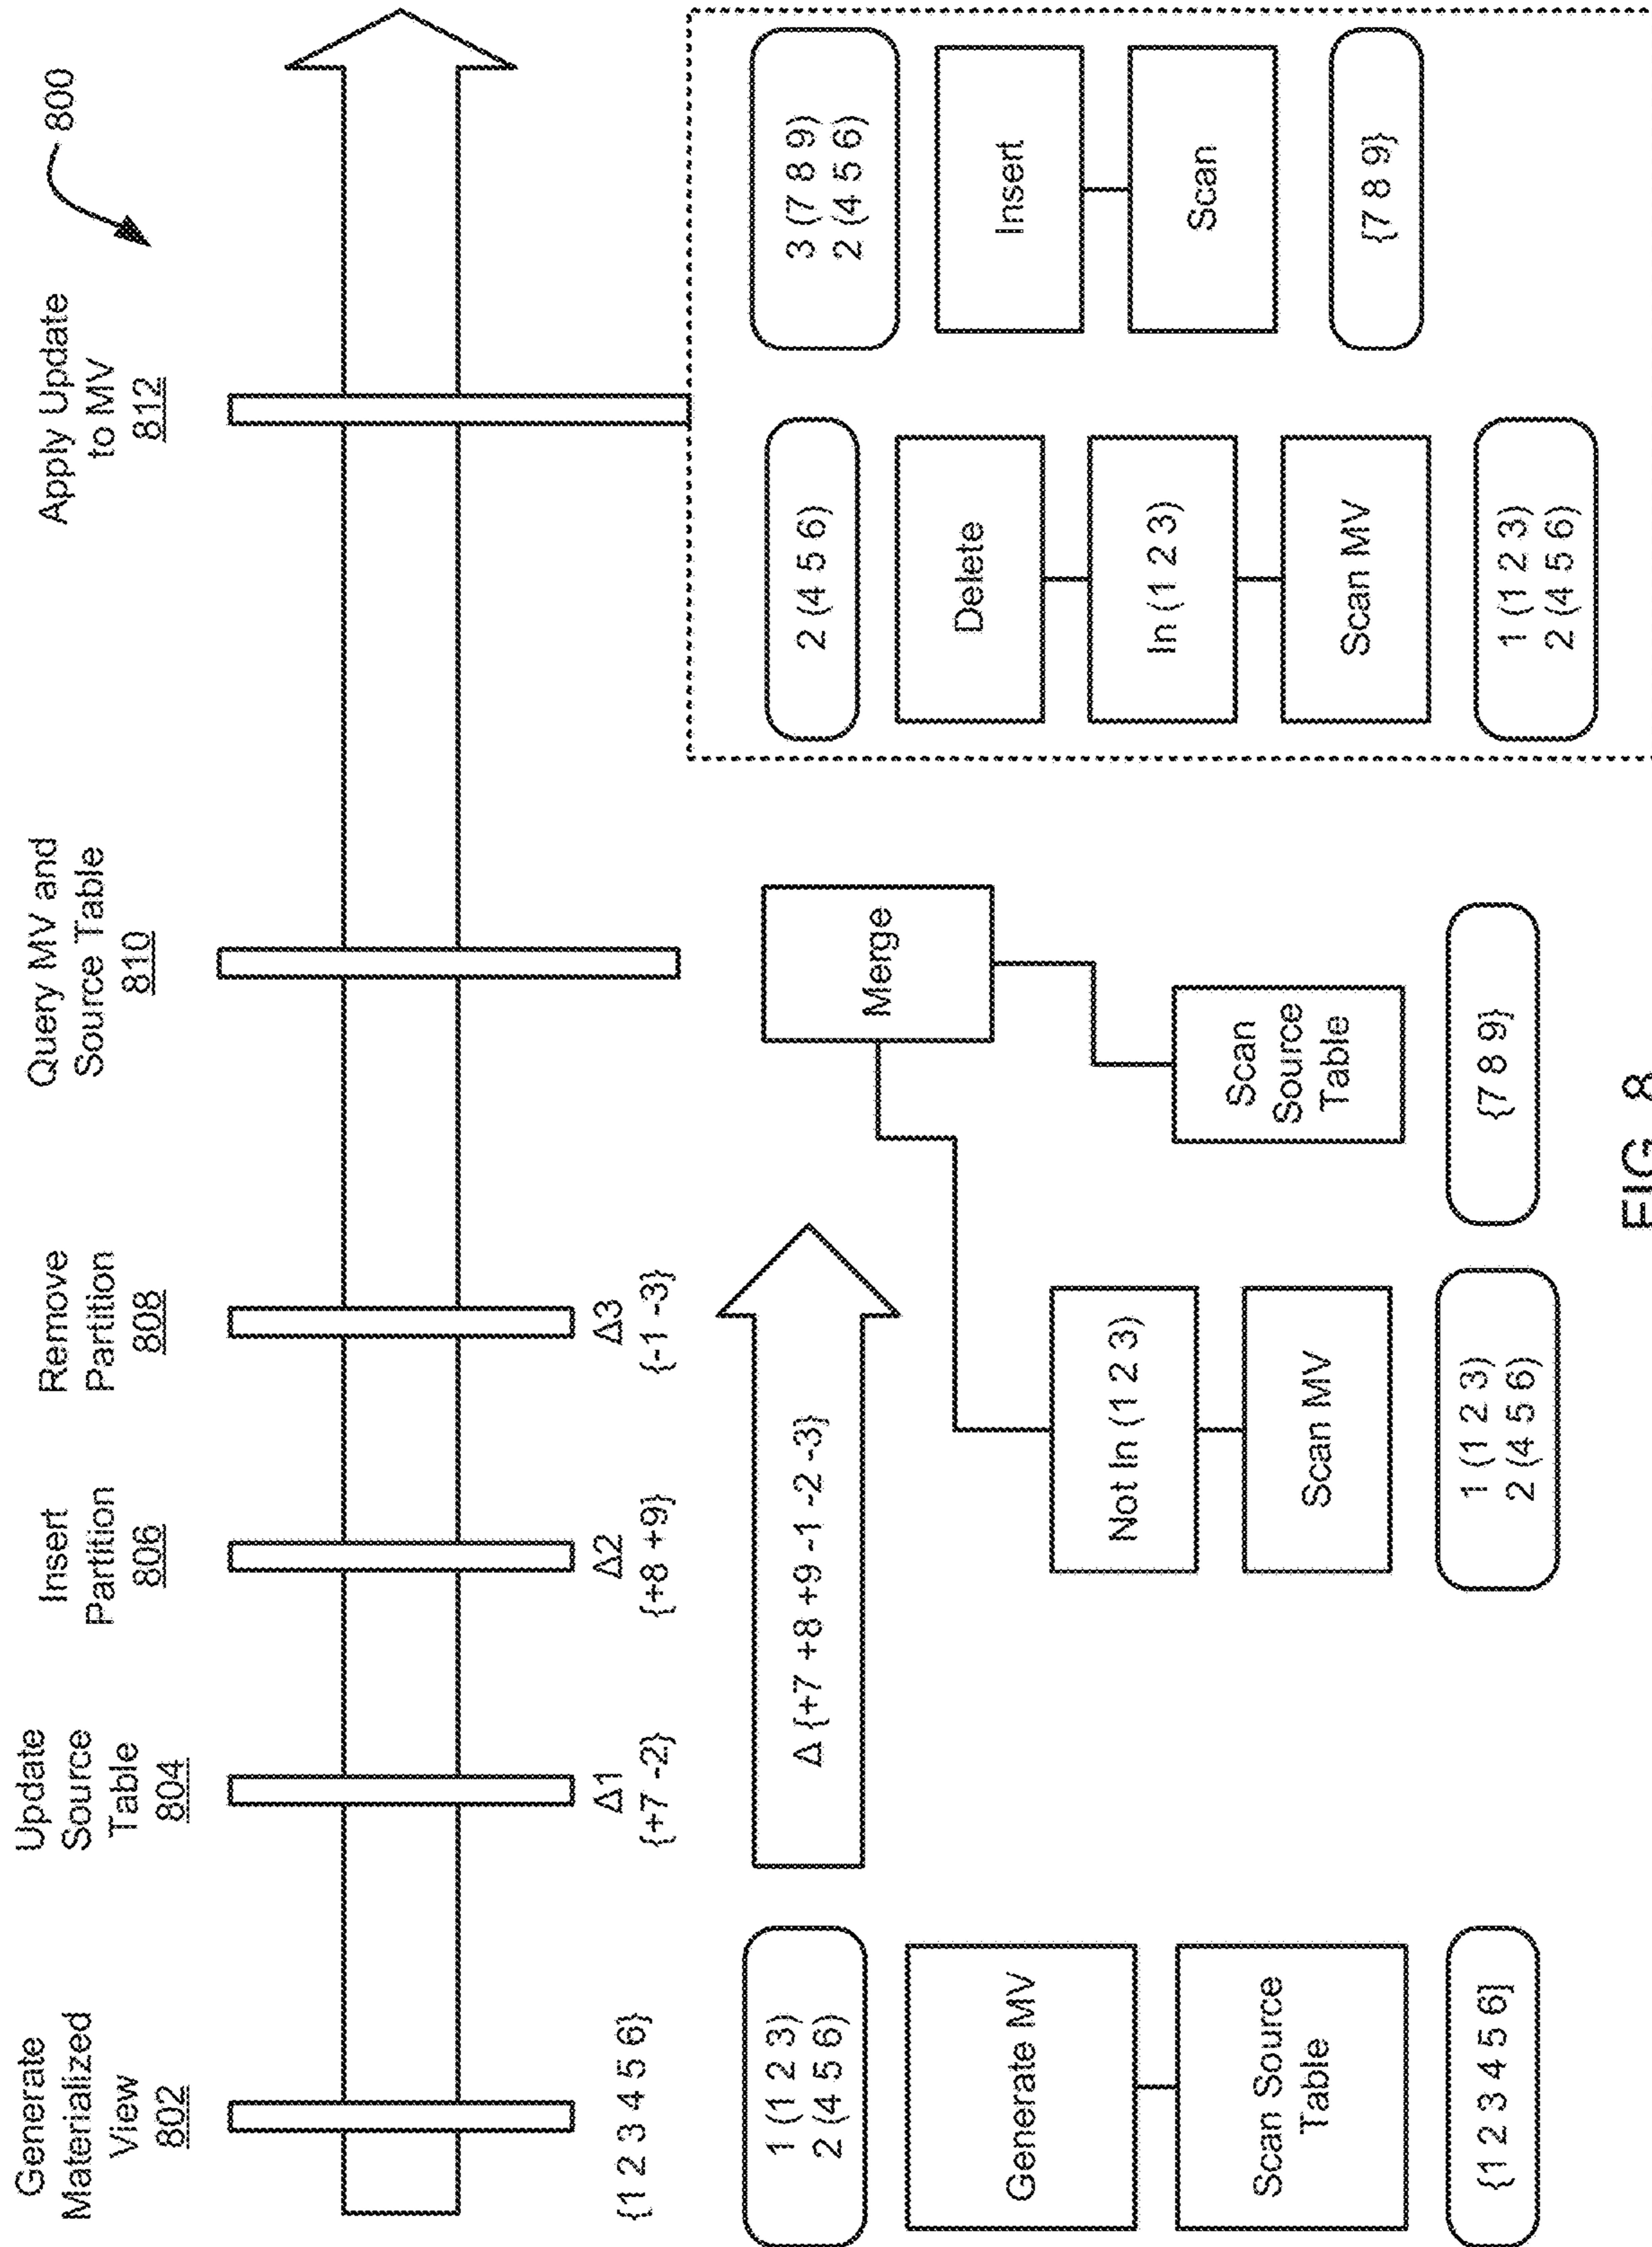 800
Generate
Materialized
View
802
Update
Source
Table
804
Insert
Partition
806
Remove
Partition
808
Query MV and
Source Table
810
Apply Update
to MV
812
{1 2 3 4 5 6}
Δ1
{+7 -2}
Δ2
{+8 +9}
Δ3
{-1 -3}
1 (1 2 3)
2 (4 5 6)
Generate MV
Scan Source
Table
{1 2 3 4 5 6}
Δ {+7 +8 +9 -1 -2 -3}
Merge
Not In (1 2 3)
Scan MV
1 (1 2 3)
2 (4 5 6)
Scan
Source
Table
{7 8 9}
2 (4 5 6)
Delete
In (1 2 3)
Scan MV
1 (1 2 3)
2 (4 5 6)
3 (7 8 9)
2 (4 5 6)
Insert
Scan
{7 8 9}
FIG. 8